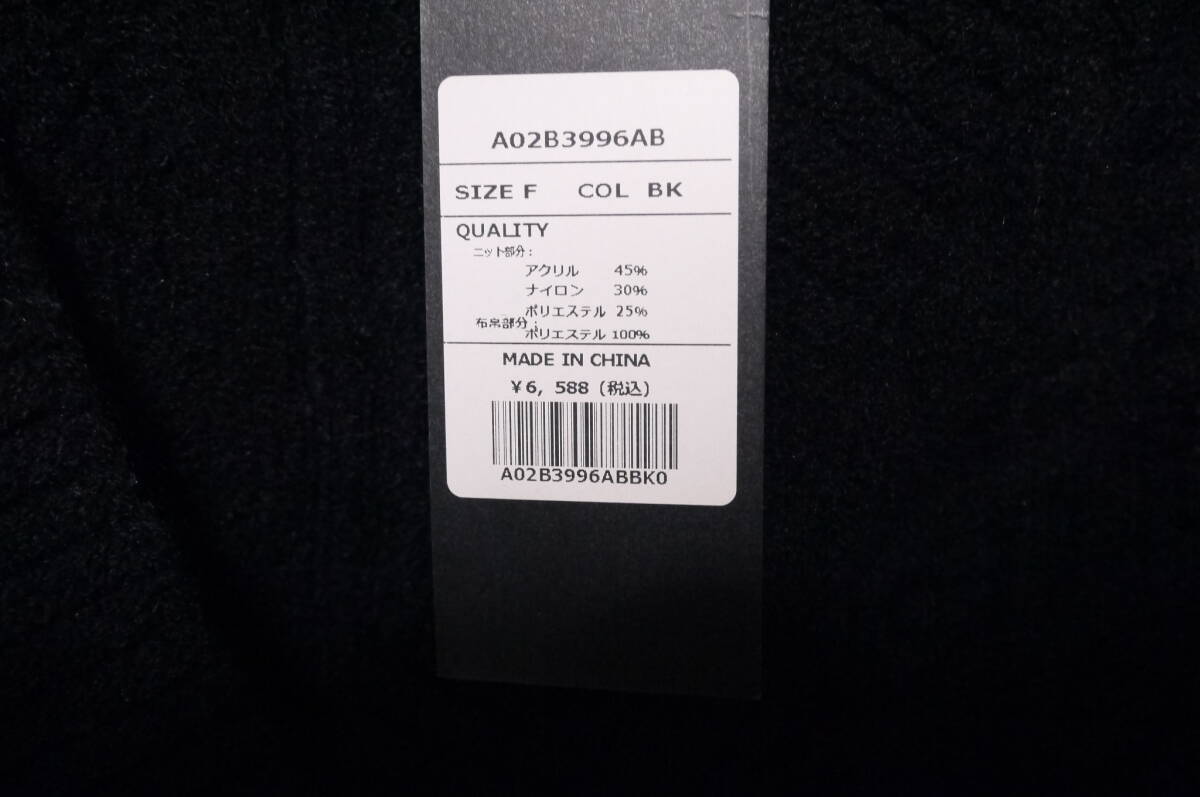 A02B3996AB
SIZE F COL BK
QUALITY
ニット部分:
アクリル 45%
ナイロン 30%
ポリエステル 25%
布帛部分:
ポリエステル 100%
MADE IN CHINA
¥6, 588 (税込)
A02B3996ABBK0